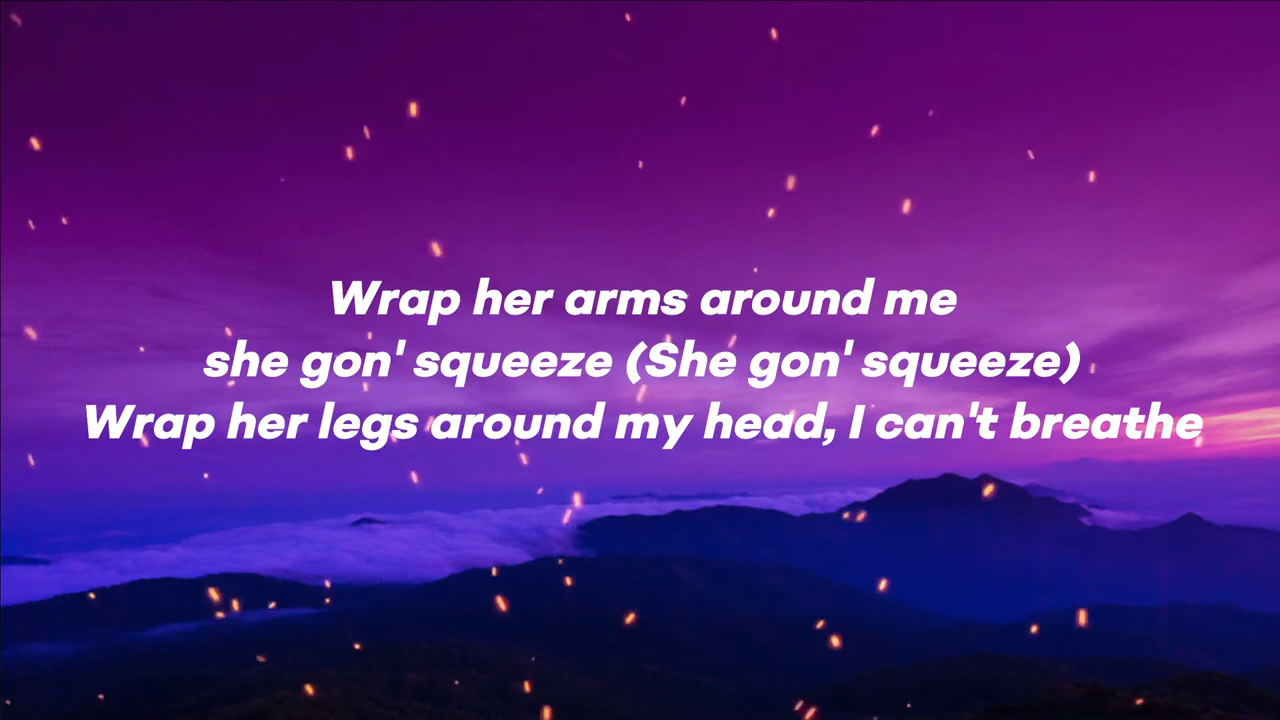 Wrap her arms around me
she gon' squeeze (She gon' squeeze)
Wrap her legs around my head, I can't breathe